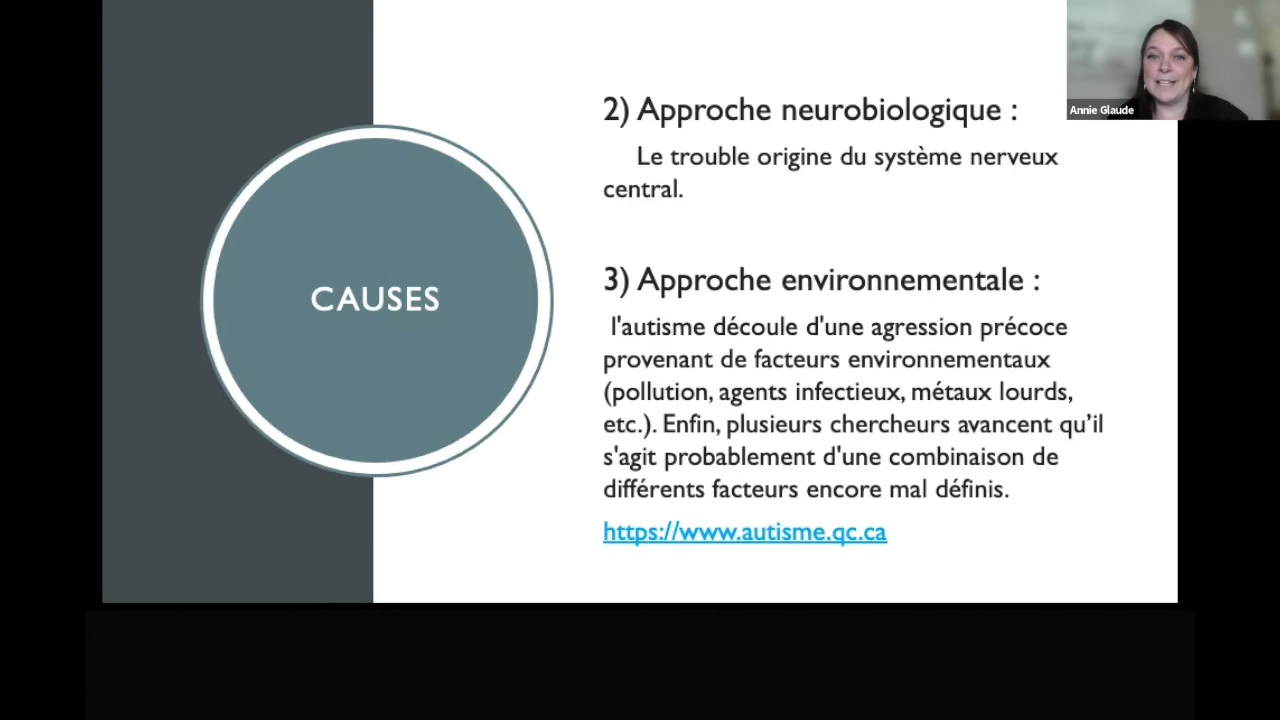 CAUSES
2) Approche neurobiologique :
Le trouble origine du système nerveux
central.
3) Approche environnementale :
l'autisme découle d'une agression précoce
provenant de facteurs environnementaux
(pollution, agents infectieux, métaux lourds,
etc.). Enfin, plusieurs chercheurs avancent qu’il
s'agit probablement d'une combinaison de
différents facteurs encore mal définis.
https://www.autisme.qc.ca
Annie Glaude